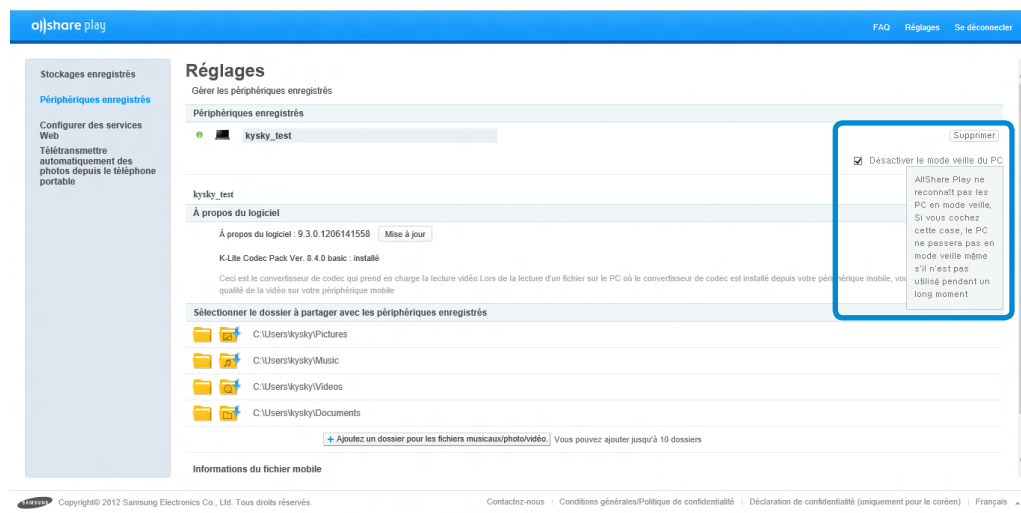 allshare play
FAQ Réglages Se déconnecter
Stockages enregistrés
Périphériques enregistrés
Configurer des services
Web
Télétransmettre
automatiquement des
photos depuis le téléphone
portable
Réglages
Gérer les périphériques enregistrés
Périphériques enregistrés
kysky_test
Supprimer
Désactiver le mode veille du PC
AllShare Play ne
reconnaît pas les
PC en mode veille,
Si vous cochez
cette case, le PC
ne passera pas en
mode veille même
s'il n'est pas
utilisé pendant un
long moment
kysky_test
À propos du logiciel
À propos du logiciel : 9.3.0.1206141558 Mise à jour
K-Lite Codec Pack Ver. 8.4.0 basic : installé
Ceci est le convertisseur de codec qui prend en charge la lecture vidéo.Lors de la lecture d'un fichier sur le PC où le convertisseur de codec est installé depuis votre périphérique mobile,
qualité de la vidéo sur votre périphérique mobile
Sélectionner le dossier à partager avec les périphériques enregistrés
C:\Users\kysky\Pictures
C:\Users\kysky\Music
C:\Users\kysky\Videos
C:\Users\kysky\Documents
+ Ajoutez un dossier pour les fichiers musicaux/photo/vidéo. Vous pouvez ajouter jusqu'à 10 dossiers
Informations du fichier mobile
SAMSUNG Copyright© 2012 Samsung Electronics Co., Ltd. Tous droits réservés.
Contactez-nous | Conditions générales/Politique de confidentialité | Déclaration de confidentialité (uniquement pour le coréen) | Français